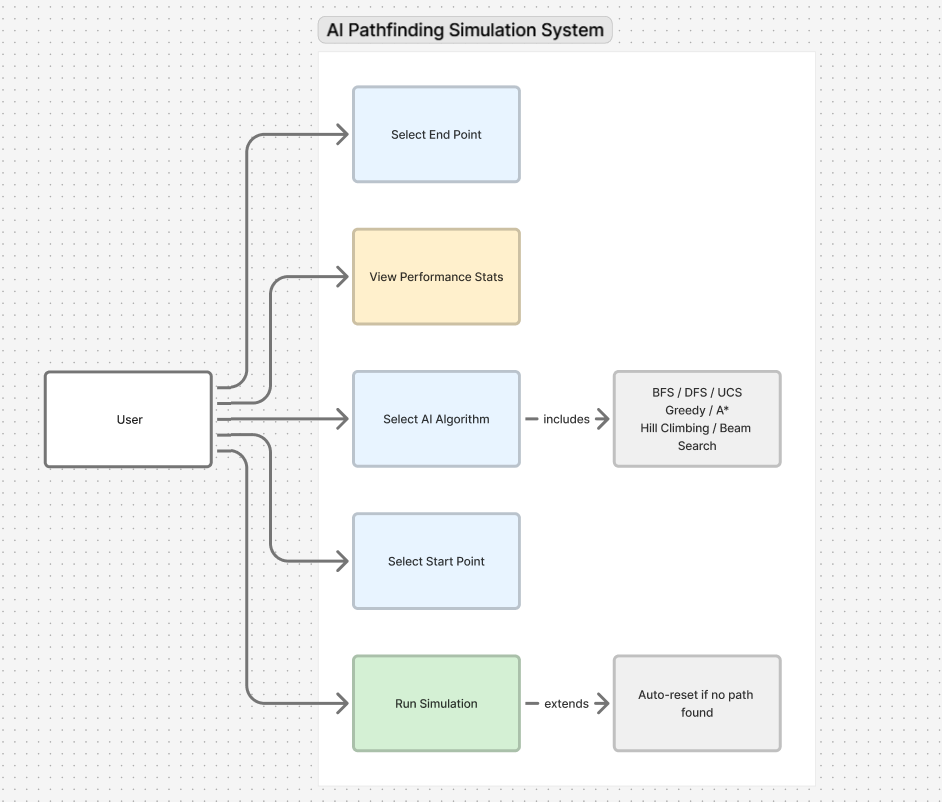 AI Pathfinding Simulation System
Select End Point
View Performance Stats
User
Select AI Algorithm
includes
BFS / DFS / UCS
Greedy / A*
Hill Climbing / Beam
Search
Select Start Point
Run Simulation
extends
Auto-reset if no path
found